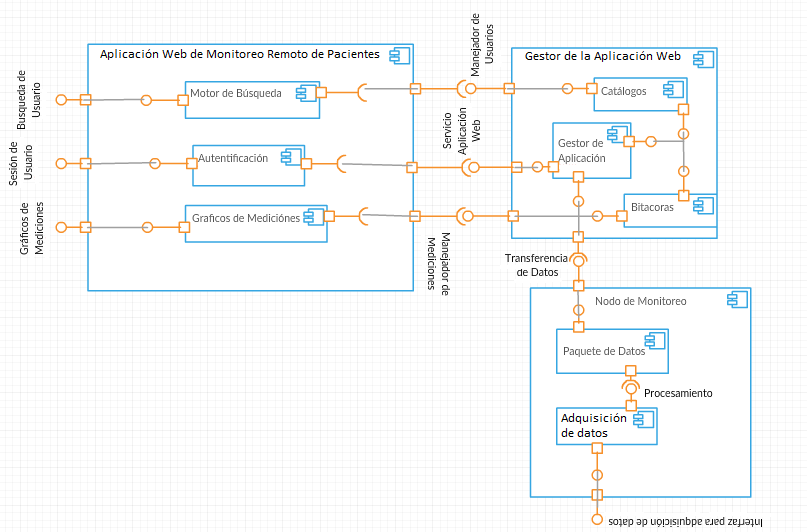 Aplicación Web de Monitoreo Remoto de Pacientes
Busqueda de
Usuario
Motor de Búsqueda
Sesión de
Usuario
Autentificación
Gráficos de
Mediciones
Graficos de Mediciónes
Manejador de
Usuarios
Servicio
Aplicación
Web
Manejador de
Mediciones
Gestor de la Aplicación Web
Catálogos
Gestor de
Aplicación
Bitacoras
Transferencia
de Datos
Nodo de Monitoreo
Paquete de Datos
Procesamiento
Adquisición
de datos
Interfaz para adquisición de datos